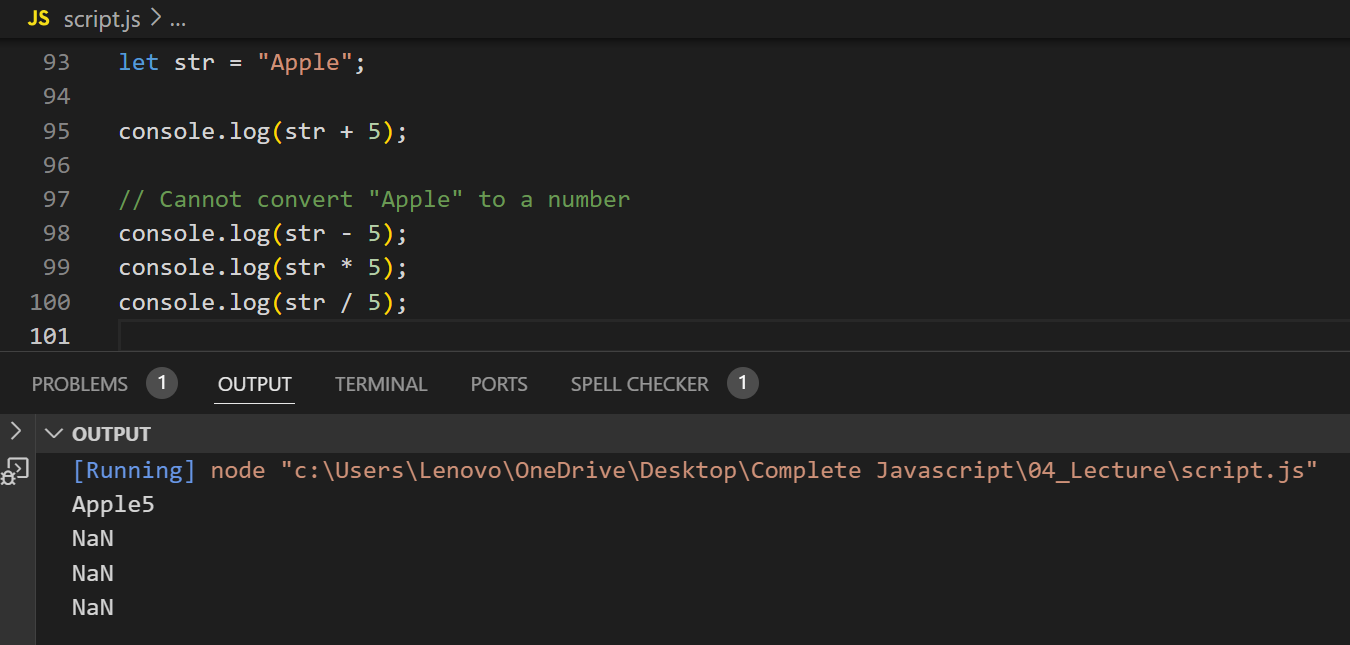 JS script.js > ...
93 let str = "Apple";
94
95 console.log(str + 5);
96
97 // Cannot convert "Apple" to a number
98 console.log(str - 5);
99 console.log(str * 5);
100 console.log(str / 5);
101
PROBLEMS 1 OUTPUT TERMINAL PORTS SPELL CHECKER 1
OUTPUT
[Running] node "c:\Users\Lenovo\OneDrive\Desktop\Complete Javascript\04_Lecture\script.js"
Apple5
NaN
NaN
NaN